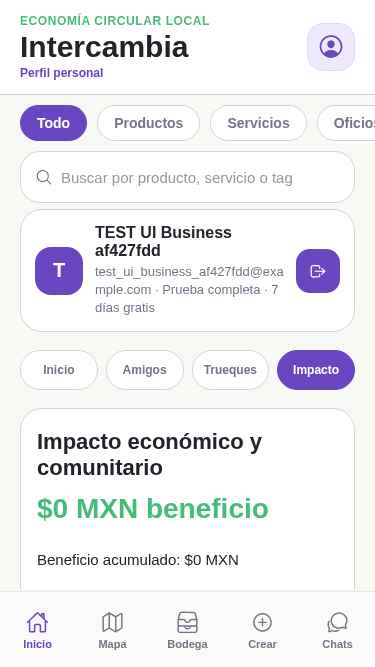 ECONOMÍA CIRCULAR LOCAL
Intercambia
Perfil personal
Todo
Productos
Servicios
Oficios
Buscar por producto, servicio o tag
T
TEST UI Business
af427fdd
test_ui_business_af427fdd@exa
mple.com · Prueba completa · 7
días gratis
Inicio
Amigos
Trueques
Impacto
Impacto económico y
comunitario
$0 MXN beneficio
Beneficio acumulado: $0 MXN
Inicio
Mapa
Bodega
Crear
Chats